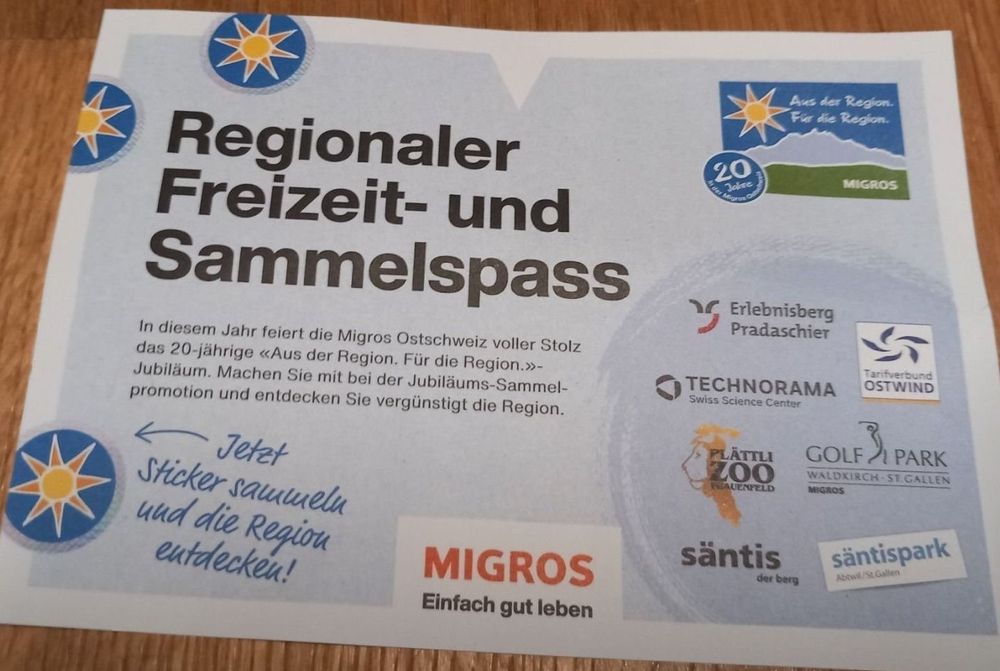 Regionaler
Freizeit- und
Sammelspass
Aus der Region.
Für die Region.
20
Jahre
in der Migros Ostschweiz
MIGROS
In diesem Jahr feiert die Migros Ostschweiz voller Stolz
das 20-jährige «Aus der Region. Für die Region.»-
Jubiläum. Machen Sie mit bei der Jubiläums-Sammel-
promotion und entdecken Sie vergünstigt die Region.
Jetzt
Sticker sammeln
und die Region
entdecken!
MIGROS
Einfach gut leben
Erlebnisberg
Pradaschier
Tarifverbund
OSTWIND
TECHNORAMA
Swiss Science Center
PLÄTTLI
ZOO
FRAUENFELD
GOLF PARK
WALDKIRCH · ST.GALLEN
MIGROS
säntis
der berg
säntispark
Abtwil/St.Gallen